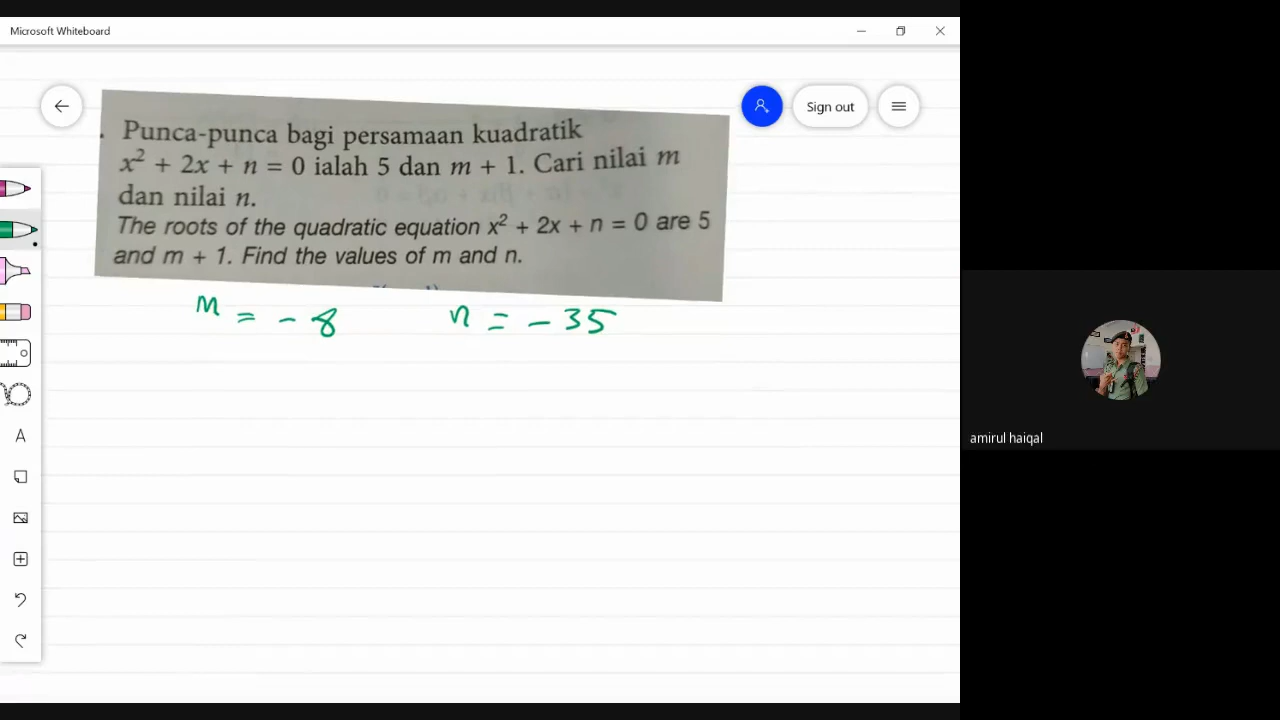 Microsoft Whiteboard
Sign out
Punca-punca bagi persamaan kuadratik
x² + 2x + n = 0 ialah 5 dan m + 1. Cari nilai m
dan nilai n.
The roots of the quadratic equation x² + 2x + n = 0 are 5
and m + 1. Find the values of m and n.
m = - 8 n = - 35
A
amirul haiqal